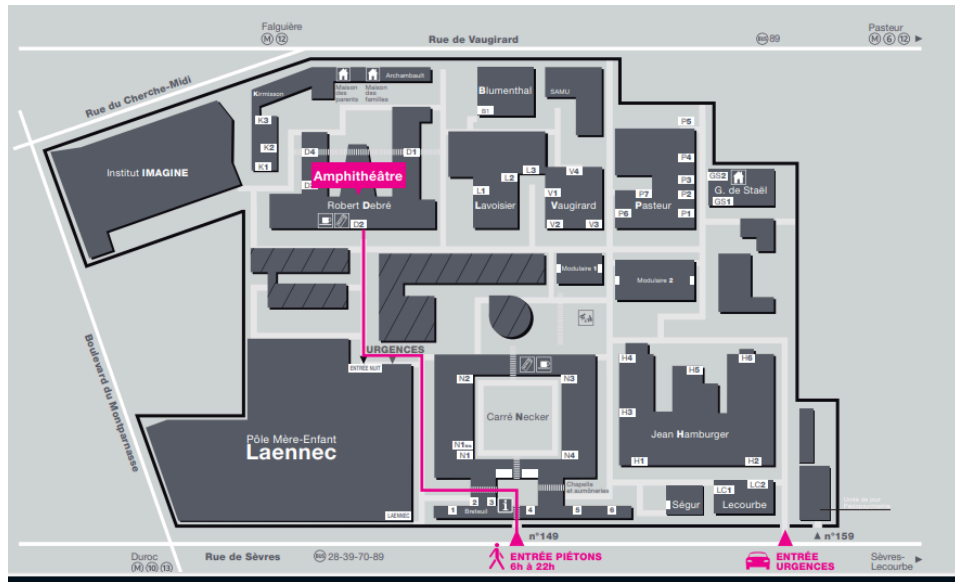 Falguière
M 12
Rue de Vaugirard
BUS 89
Pasteur
M 6 12
Rue du Cherche-Midi
Kirmisson
Maison
des
parents
Maison
des
familles
Archambault
Blumenthal
B1
SAMU
K3
K2
K1
D4
D1
Institut IMAGINE
Amphithéâtre
Robert Debré
D2
L1
L2
L3
Lavoisier
V4
V1
Vaugirard
V2
V3
P5
P4
P3
P7
P2
Pasteur
P6
P1
GS2
G. de Staël
GS1
Modulaire 1
Modulaire 2
Boulevard du Montparnasse
URGENCES
ENTRÉE NUIT
N2
N3
Carré Necker
N1bis
N1
N4
H4
H5
H6
H3
Jean Hamburger
H1
H2
Pôle Mère-Enfant
Laennec
LAENNEC
Chapelle
et aumôneries
1
2
3
i
4
5
6
Breteuil
Ségur
LC1
LC2
Lecourbe
n°149
n°159
Duroc
M 10 13
Rue de Sèvres
BUS 28-39-70-89
ENTRÉE PIÉTONS
6h à 22h
ENTRÉE
URGENCES
Sèvres-
Lecourbe